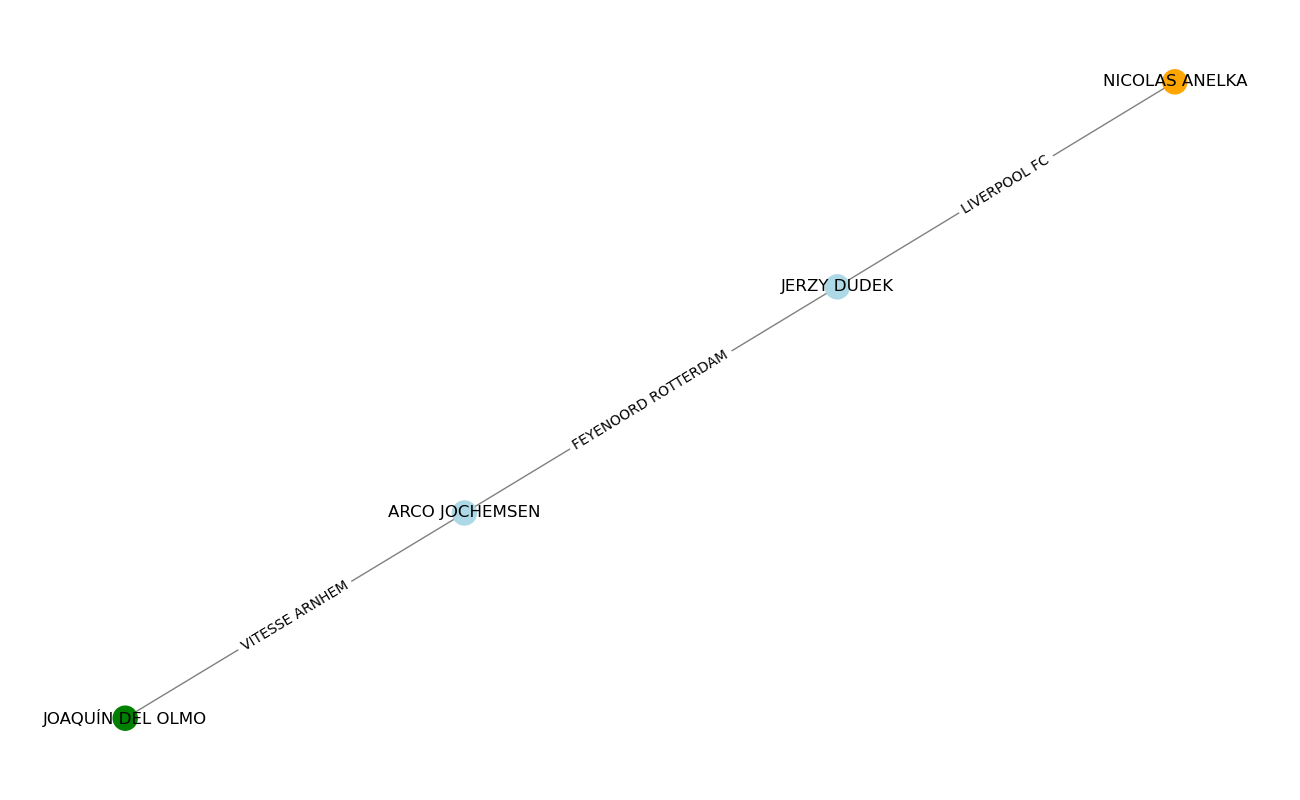 NICOLAS ANELKA
LIVERPOOL FC
JERZY DUDEK
FEYENOORD ROTTERDAM
ARCO JOCHEMSEN
VITESSE ARNHEM
JOAQUÍN DEL OLMO